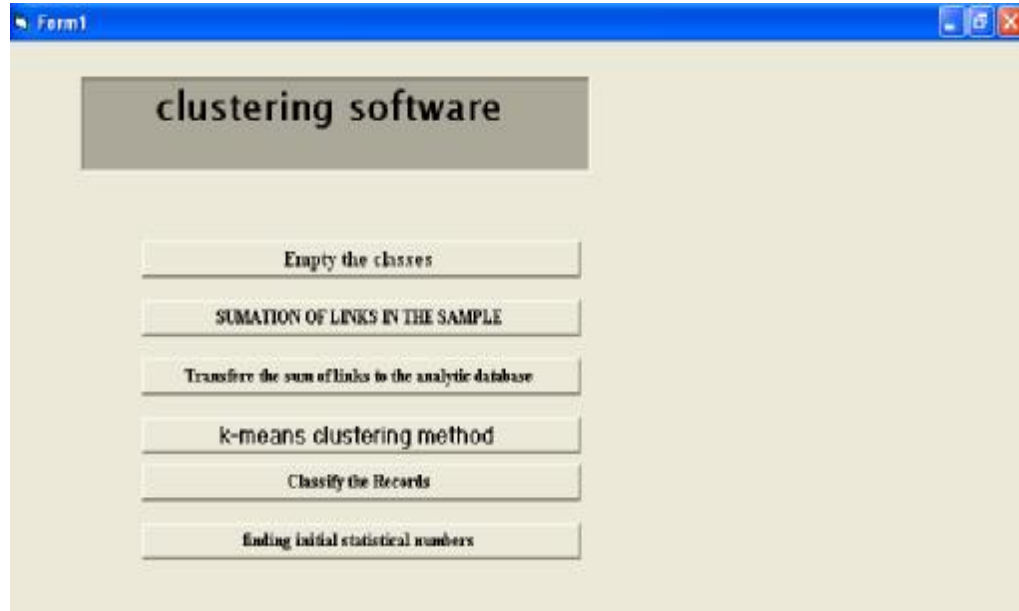 Form1
clustering software
Empty the classes
SUMATION OF LINKS IN THE SAMPLE
Transfere the sum of links to the analytic database
k-means clustering method
Classify the Records
finding initial statistical numbers